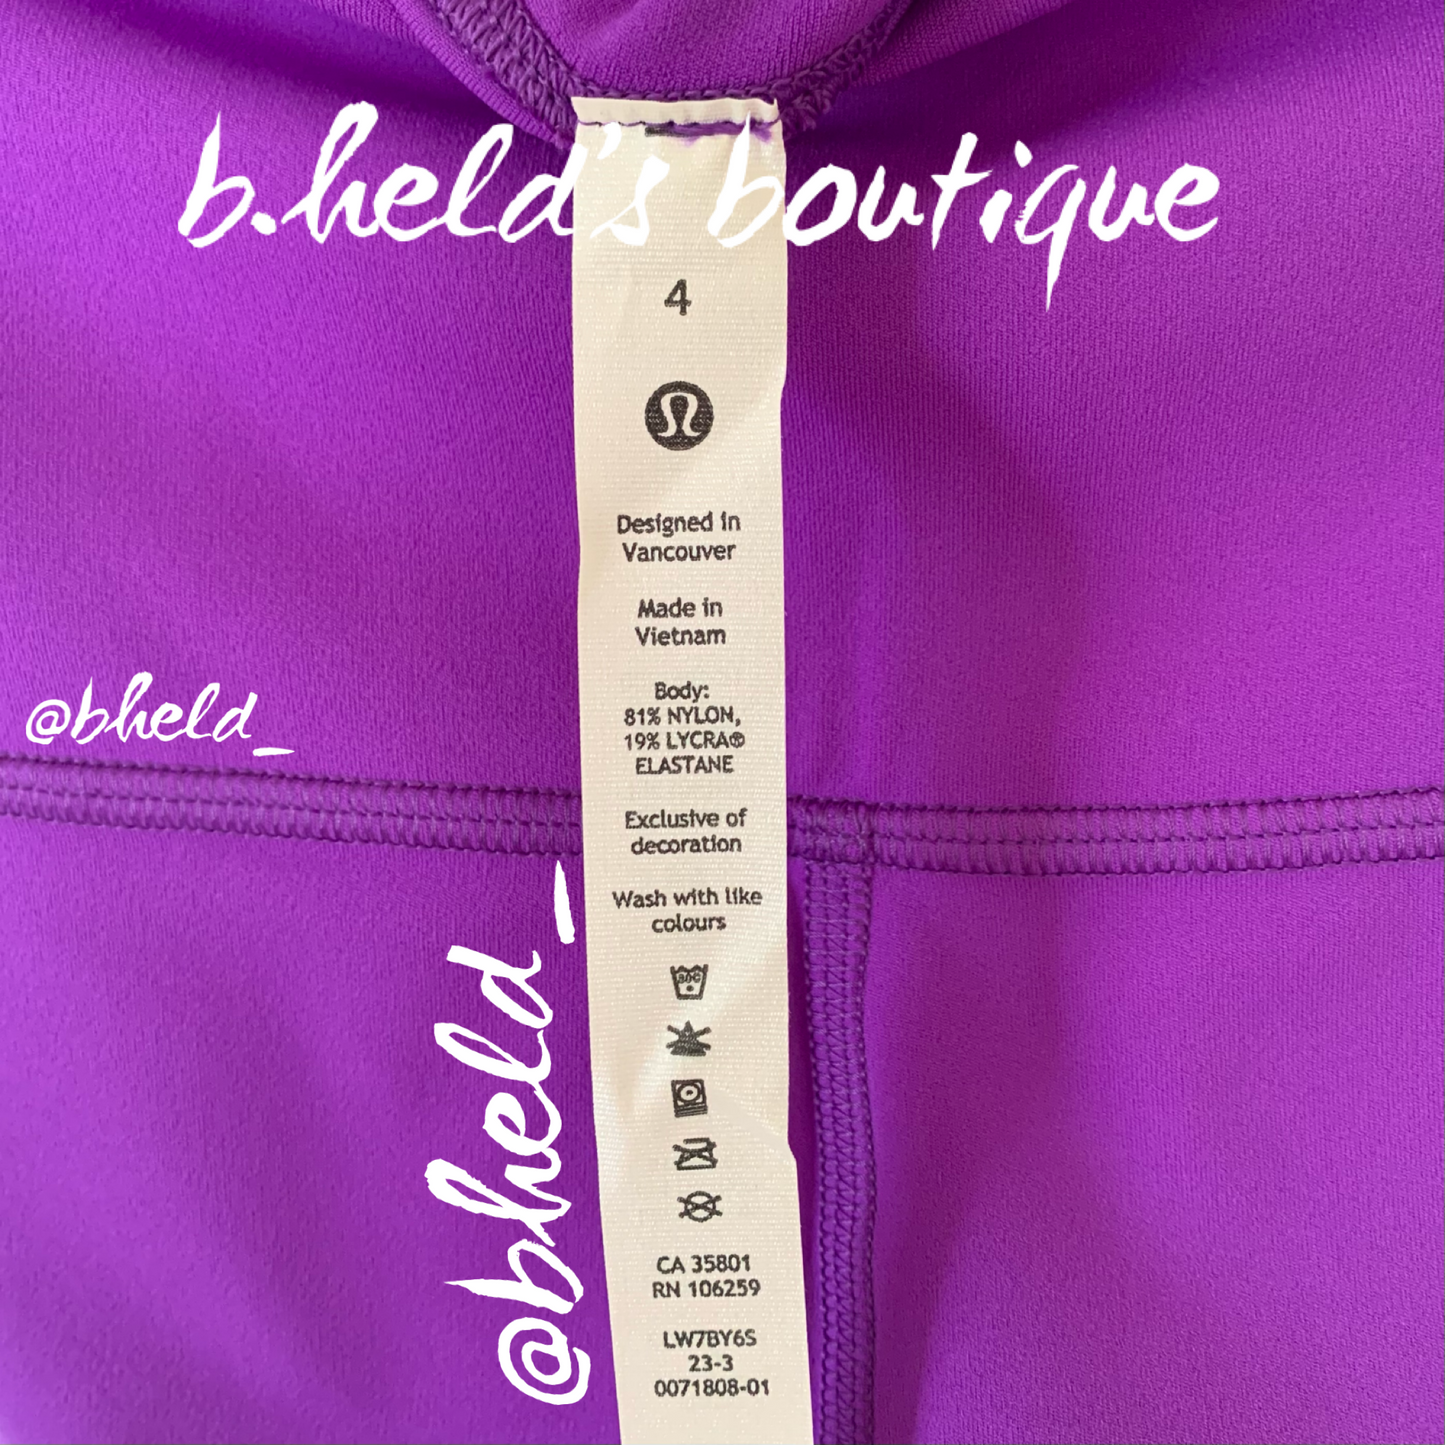 b.held's boutique
4
Designed in
Vancouver
Made in
Vietnam
@bheld_
Body:
81% NYLON,
19% LYCRA®
ELASTANE
Exclusive of
decoration
Wash with like
colours
@bheld_
30C
CA 35801
RN 106259
LW7BY6S
23-3
0071808-01